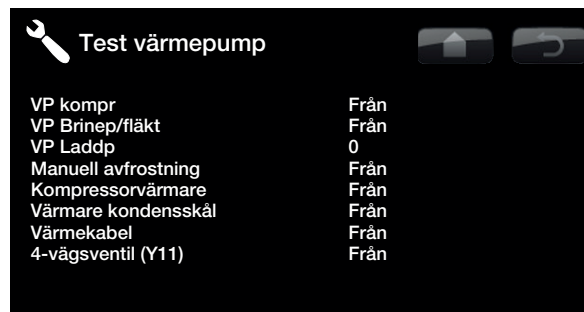 Test värmepump
VP kompr Från
VP Brinep/fläkt Från
VP Laddp 0
Manuell avfrostning Från
Kompressorvärmare Från
Värmare kondensskål Från
Värmekabel Från
4-vägsventil (Y11) Från